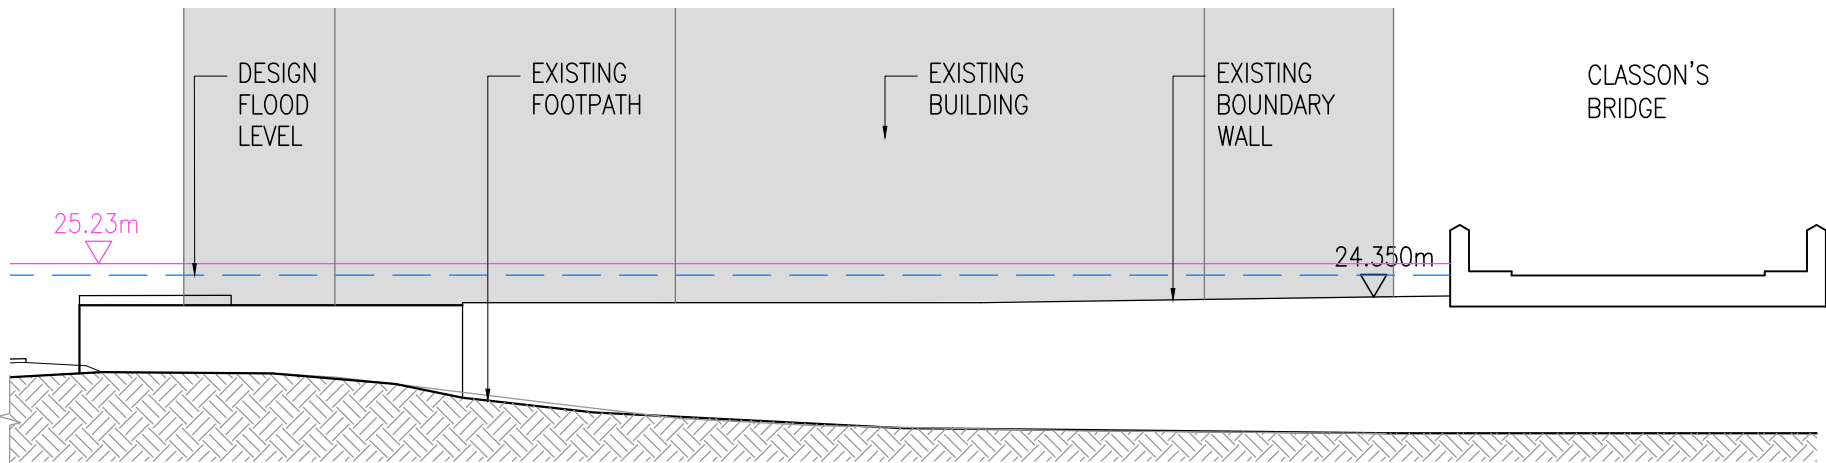 DESIGN
FLOOD
LEVEL
EXISTING
FOOTPATH
EXISTING
BUILDING
EXISTING
BOUNDARY
WALL
CLASSON'S
BRIDGE
25.23m
24.350m